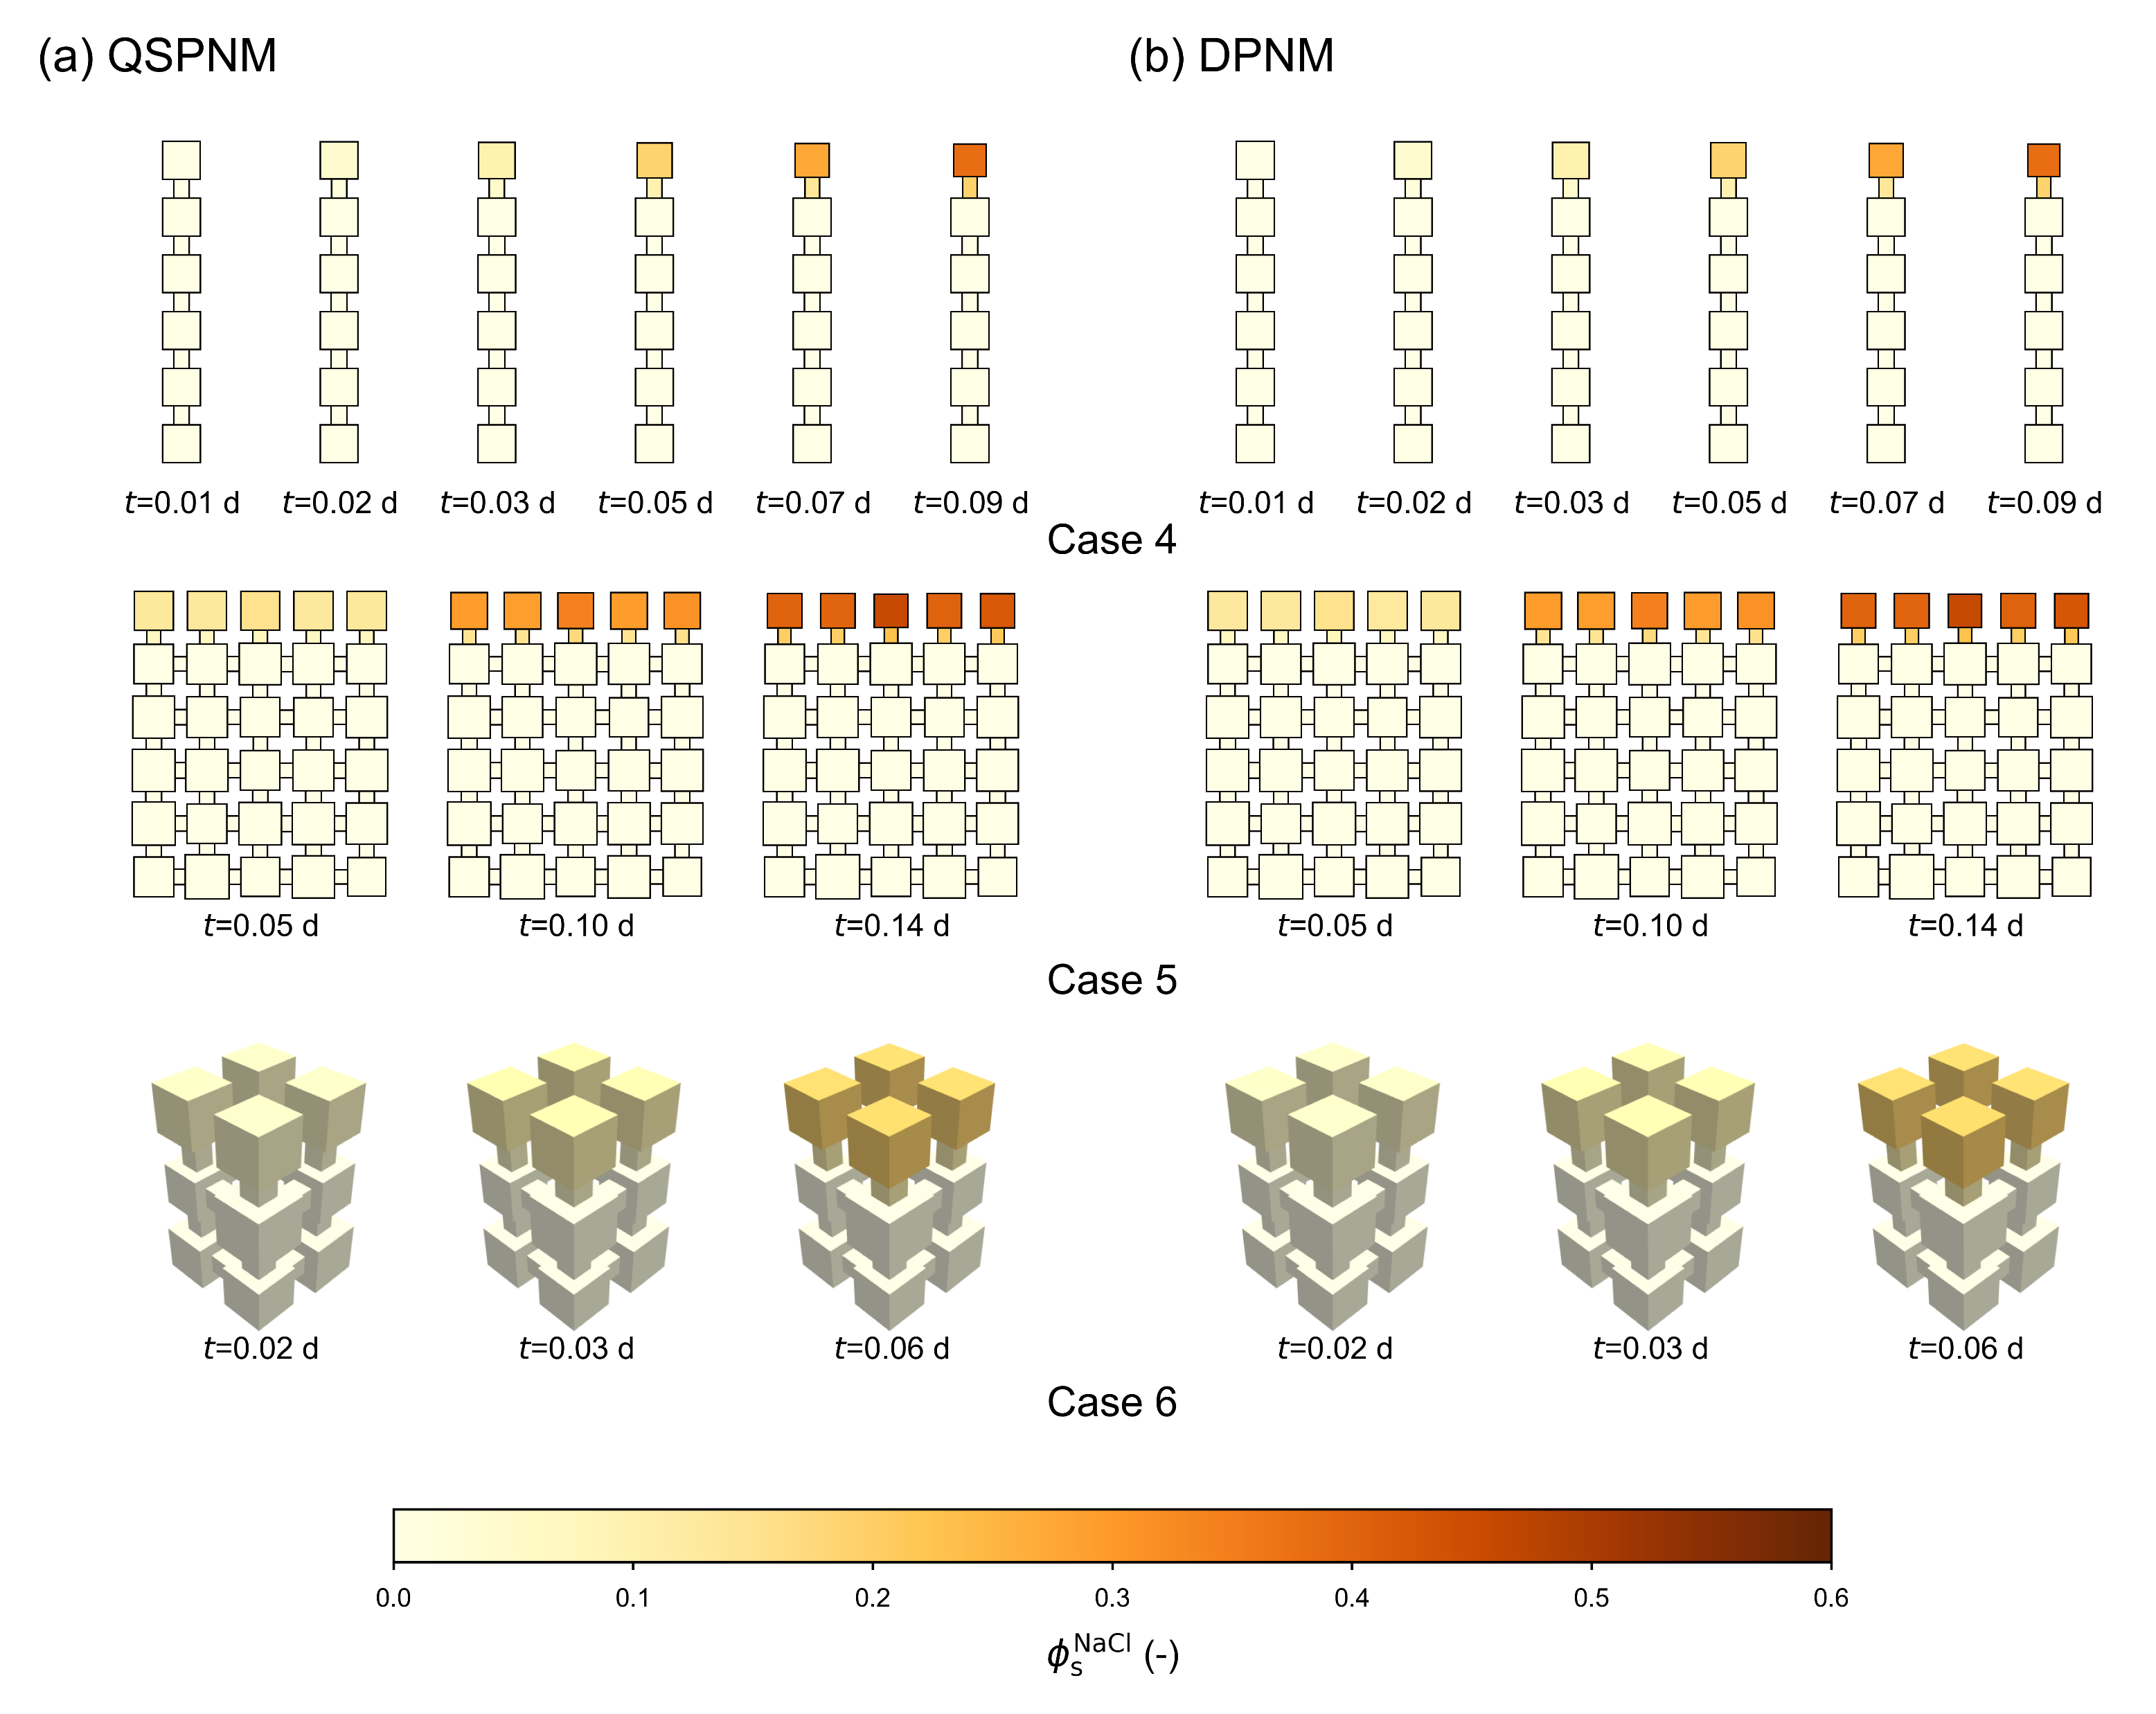 (a) QSPNM (b) DPNM
t=0.01 d t=0.02 d t=0.03 d t=0.05 d t=0.07 d t=0.09 d t=0.01 d t=0.02 d t=0.03 d t=0.05 d t=0.07 d t=0.09 d
Case 4
t=0.05 d t=0.10 d t=0.14 d t=0.05 d t=0.10 d t=0.14 d
Case 5
t=0.02 d t=0.03 d t=0.06 d t=0.02 d t=0.03 d t=0.06 d
Case 6
0.0 0.1 0.2 0.3 0.4 0.5 0.6
ϕ_s^NaCl (-)